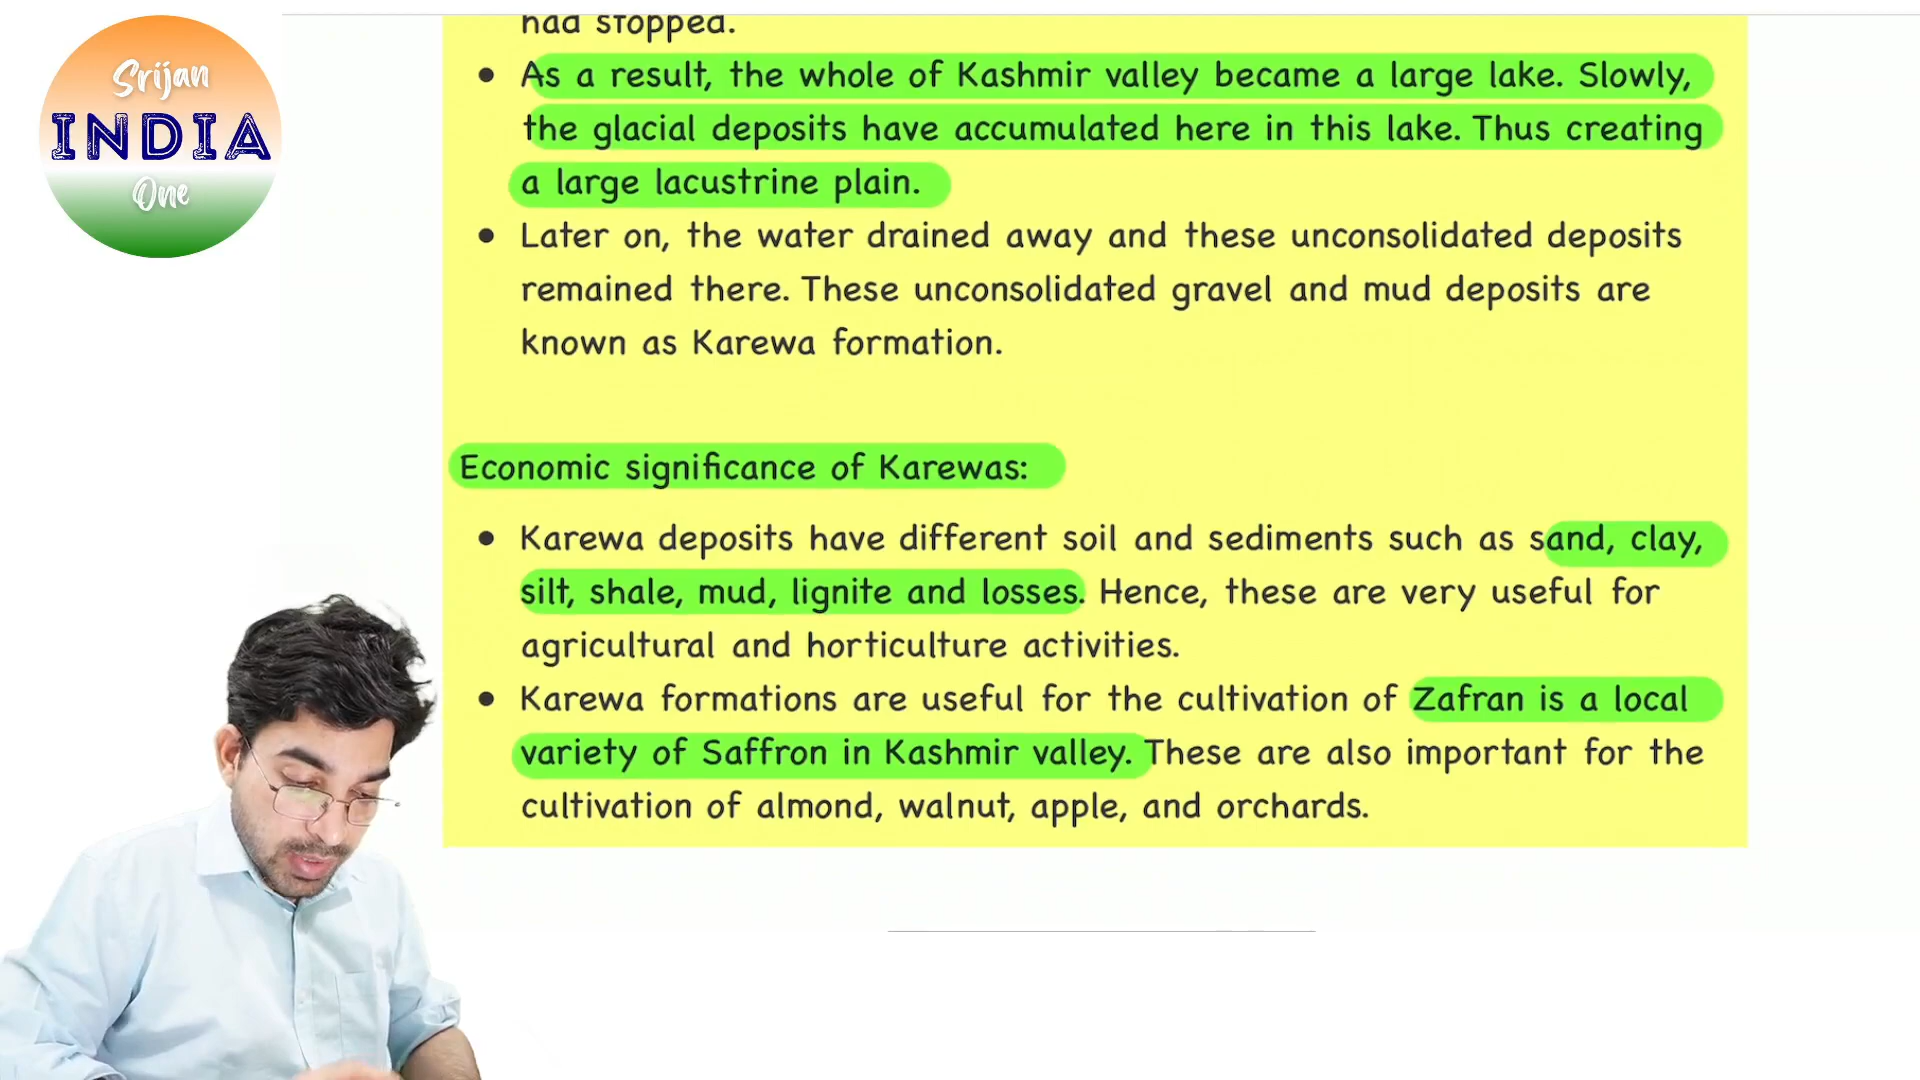 Srijan
INDIA
One
had stopped.
• As a result, the whole of Kashmir valley became a large lake. Slowly,
the glacial deposits have accumulated here in this lake. Thus creating
a large lacustrine plain.
• Later on, the water drained away and these unconsolidated deposits
remained there. These unconsolidated gravel and mud deposits are
known as Karewa formation.
Economic significance of Karewas:
• Karewa deposits have different soil and sediments such as sand, clay,
silt, shale, mud, lignite and losses. Hence, these are very useful for
agricultural and horticulture activities.
• Karewa formations are useful for the cultivation of Zafran is a local
variety of Saffron in Kashmir valley. These are also important for the
cultivation of almond, walnut, apple, and orchards.